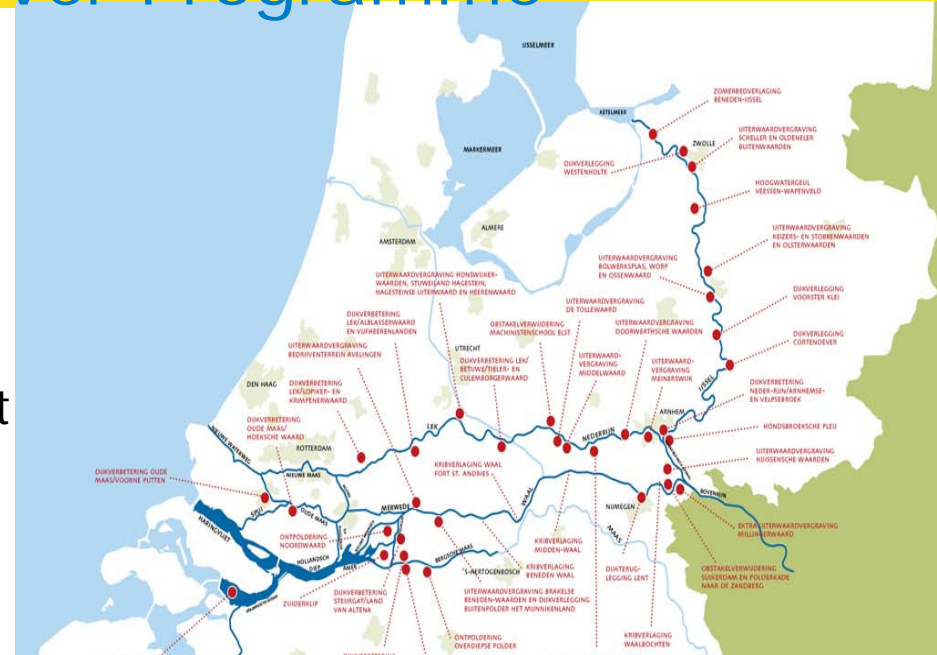 Programme
IJSSELMEER
KETELMEER
MARKERMEER
ZWOLLE
ALMERE
AMSTERDAM
UTRECHT
DEN HAAG
ROTTERDAM
ARNHEM
NIJMEGEN
'S-HERTOGENBOSCH
ZOMERBEDVERLAGING
BENEDEN-IJSSEL
UITERWAARDVERGRAVING
SCHELLER EN OLDENELER
BUITENWAARDEN
DIJKVERLEGGING
WESTENHOLTE
HOOGWATERGEUL
VEESSEN-WAPENVELD
UITERWAARDVERGRAVING
KEIZERS- EN STOBBENWAARDEN
EN OLSTERWAARDEN
UITERWAARDVERGRAVING
BOLWERKSPLAS, WORP
EN OSSENWAARD
DIJKVERLEGGING
VOORSTER KLEI
DIJKVERLEGGING
CORTENOEVER
UITERWAARDVERGRAVING HONSWIJKER-
WAARDEN, STUWEILAND HAGESTEIN,
HAGESTEINSE UITERWAARD EN HEERENWAARD
UITERWAARDVERGRAVING
DE TOLLEWAARD
DIJKVERBETERING
LEK/ALBLASSERWAARD
EN VIJFHEERENLANDEN
OBSTAKELVERWIJDERING
MACHINISTENSCHOOL ELST
UITERWAARDVERGRAVING
DOORWERTHSCHE WAARDEN
UITERWAARDVERGRAVING
BEDRIJVENTERREIN AVELINGEN
DIJKVERBETERING LEK/
BETUWE/TIELER- EN
CULEMBORGERWAARD
UITERWAARD-
VERGRAVING
MIDDELWAARD
UITERWAARD-
VERGRAVING
MEINERSWIJK
DIJKVERBETERING
LEK/LOPIKER- EN
KRIMPENERWAARD
DIJKVERBETERING
NEDER-RIJN/ARNHEMSE-
EN VELPSEBROEK
t
DIJKVERBETERING
OUDE MAAS/
HOEKSCHE WAARD
HONDSBROEKSCHE PLEIJ
IJSSEL
LEK
NEDERRIJN
NIEUWE WATERWEG
NIEUWE MAAS
UITERWAARDVERGRAVING
HUISSENSCHE WAARDEN
DIJKVERBETERING OUDE
MAAS/VOORNE PUTTEN
KRIBVERLAGING WAAL
FORT ST. ANDRIES
SPUI
OUDE MAAS
MERWEDE
WAAL
MAAS
BOVENRIJN
HARINGVLIET
EXTRA UITERWAARDVERGRAVING
MILLINGERWAARD
ONTPOLDERING
NOORDWAARD
HOLLANDSCH
DIEP
AMER
BERGSCHE MAAS
KRIBVERLAGING
MIDDEN-WAAL
KRIBVERLAGING
BENEDEN WAAL
DIJKTERUG-
LEGGING LENT
OBSTAKELVERWIJDERING
SUIKERDAM EN POLDERKADE
NAAR DE ZANDBERG
ZUIDERKLIP
DIJKVERBETERING
STEURGAT/LAND
VAN ALTENA
UITERWAARDVERGRAVING BRAKELSE
BENEDEN-WAARDEN EN DIJKVERLEGGING
BUITENPOLDER HET MUNNIKENLAND
ONTPOLDERING
OVERDIEPSE POLDER
KRIBVERLAGING
WAALBOCHTEN